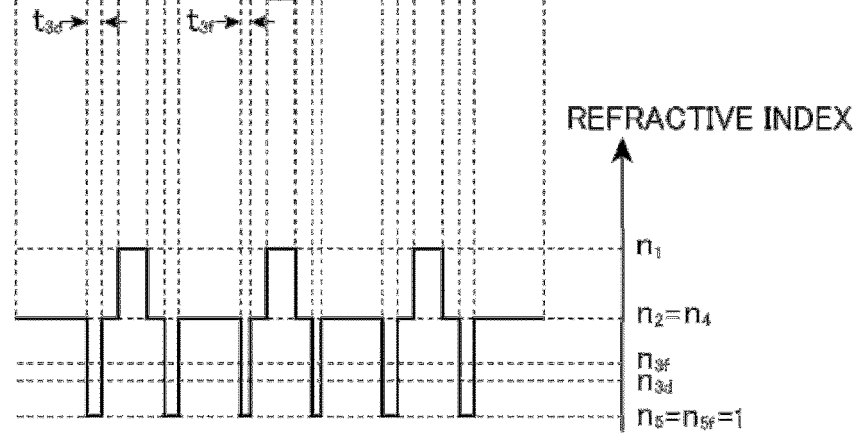 t₃d t₃f
REFRACTIVE INDEX
n₁
n₂=n₄
n₃f
n₃d
n₅=n₅f=1